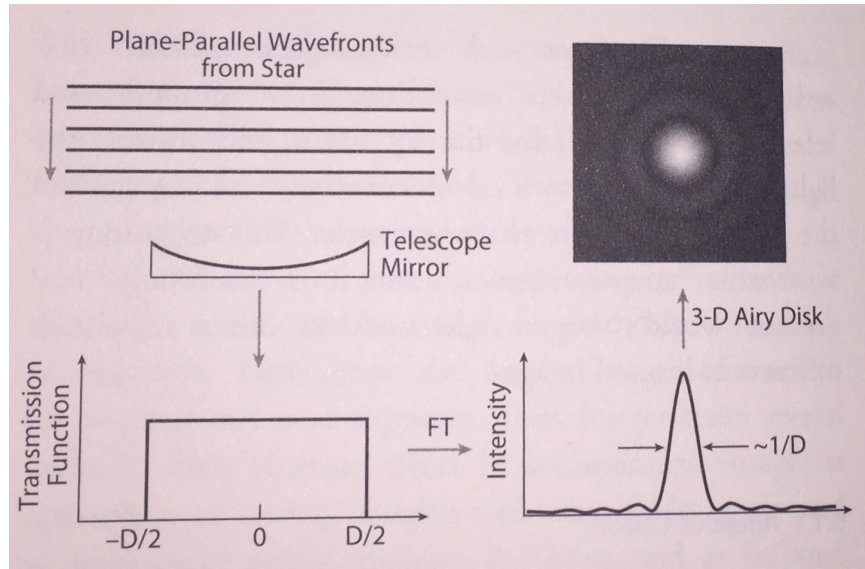 Plane-Parallel Wavefronts
from Star
Telescope
Mirror
3-D Airy Disk
Transmission
Function
-D/2
0
D/2
FT
Intensity
~1/D